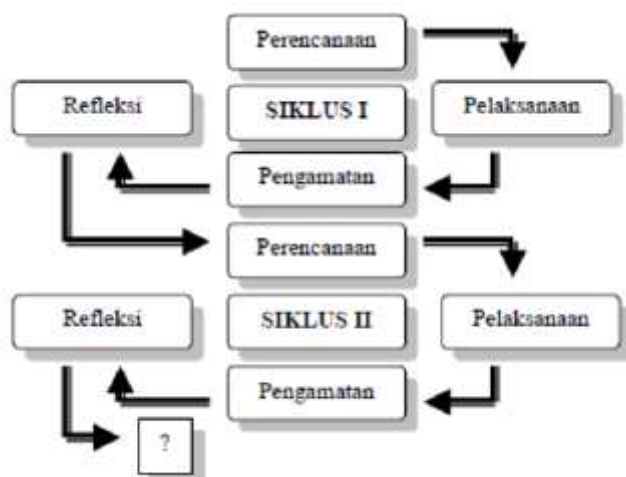 Perencanaan
Refleksi
SIKLUS I
Pelaksanaan
Pengamatan
Perencanaan
Refleksi
SIKLUS II
Pelaksanaan
Pengamatan
?